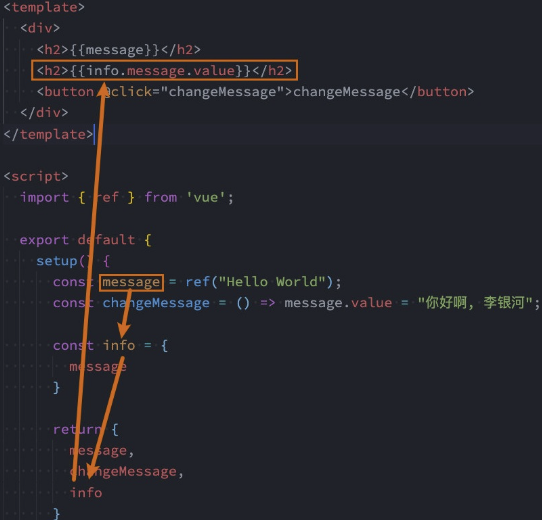 <template>
<div>
<h2>{{message}}</h2>
<h2>{{info.message.value}}</h2>
<button @click="changeMessage">changeMessage</button>
</div>
</template>
<script>
import { ref } from 'vue';
export default {
setup() {
const message = ref("Hello World");
const changeMessage = () => message.value = "你好啊, 李银河";
const info = {
message
}
return {
message,
changeMessage,
info
}